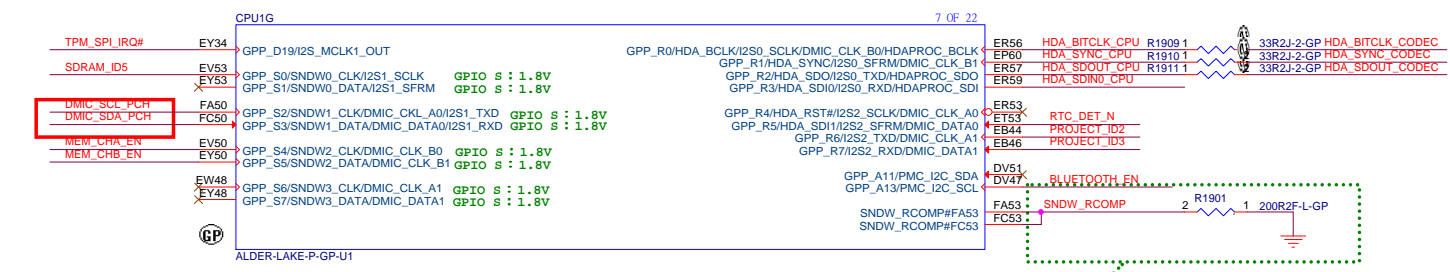 CPU1G 7 OF 22
TPM_SPI_IRQ# EY34 GPP_D19/I2S_MCLK1_OUT
SDRAM_ID5 EV53 GPP_S0/SNDW0_CLK/I2S1_SCLK GPIO S：1.8V
EY53 GPP_S1/SNDW0_DATA/I2S1_SFRM GPIO S：1.8V
DMIC_SCL_PCH FA50 GPP_S2/SNDW1_CLK/DMIC_CKL_A0/I2S1_TXD GPIO S：1.8V
DMIC_SDA_PCH FC50 GPP_S3/SNDW1_DATA/DMIC_DATA0/I2S1_RXD GPIO S：1.8V
MEM_CHA_EN EV50 GPP_S4/SNDW2_CLK/DMIC_CLK_B0 GPIO S：1.8V
MEM_CHB_EN EY50 GPP_S5/SNDW2_DATA/DMIC_CLK_B1 GPIO S：1.8V
EW48 GPP_S6/SNDW3_CLK/DMIC_CLK_A1 GPIO S：1.8V
EY48 GPP_S7/SNDW3_DATA/DMIC_DATA1 GPIO S：1.8V
GP
ALDER-LAKE-P-GP-U1
GPP_R0/HDA_BCLK/I2S0_SCLK/DMIC_CLK_B0/HDAPROC_BCLK ER56 HDA_BITCLK_CPU R1909 1 33R2J-2-GP HDA_BITCLK_CODEC
GPP_R1/HDA_SYNC/I2S0_SFRM/DMIC_CLK_B1 EP60 HDA_SYNC_CPU R1910 1 33R2J-2-GP HDA_SYNC_CODEC
GPP_R2/HDA_SDO/I2S0_TXD/HDAPROC_SDO ER57 HDA_SDOUT_CPU R1911 1 33R2J-2-GP HDA_SDOUT_CODEC
GPP_R3/HDA_SDI0/I2S0_RXD/HDAPROC_SDI ER59 HDA_SDIN0_CPU
GPP_R4/HDA_RST#/I2S2_SCLK/DMIC_CLK_A0 ER53
GPP_R5/HDA_SDI1/I2S2_SFRM/DMIC_DATA0 ET53 RTC_DET_N
GPP_R6/I2S2_TXD/DMIC_CLK_A1 EB44 PROJECT_ID2
GPP_R7/I2S2_RXD/DMIC_DATA1 EB46 PROJECT_ID3
GPP_A11/PMC_I2C_SDA DV51
GPP_A13/PMC_I2C_SCL DV47 BLUETOOTH_EN
SNDW_RCOMP#FA53 FA53 SNDW_RCOMP 2 R1901 1 200R2F-L-GP
SNDW_RCOMP#FC53 FC53